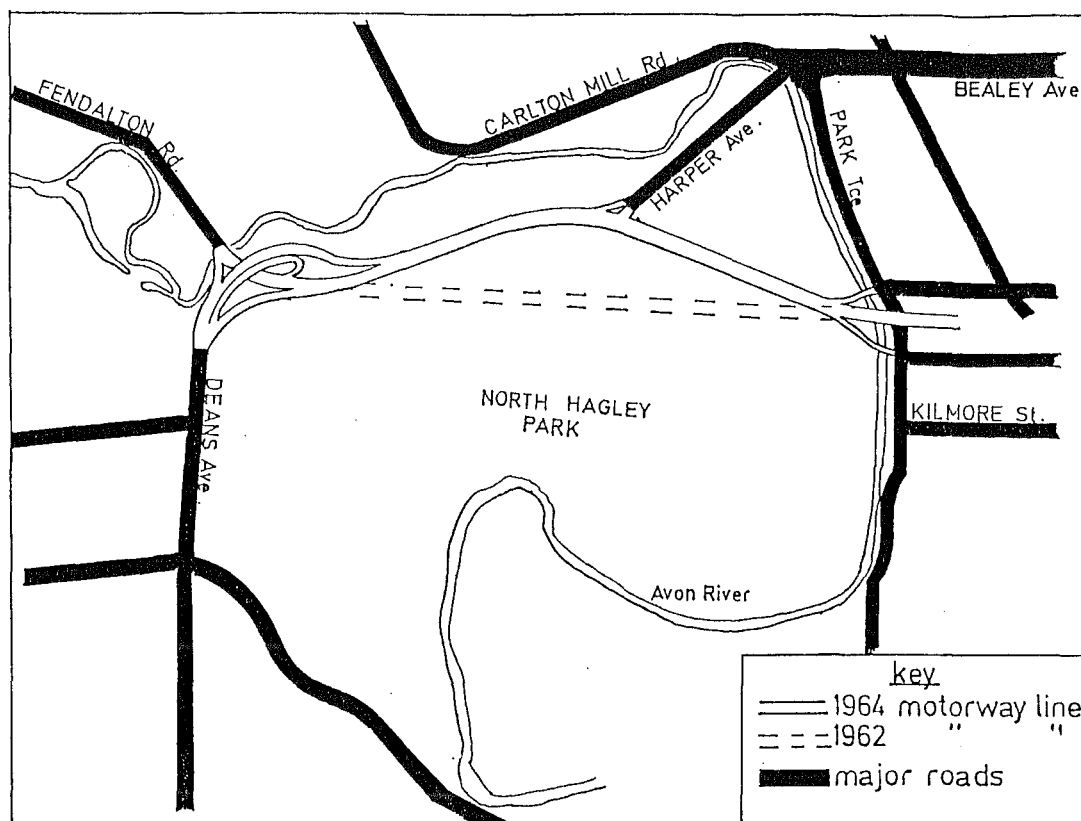 FENDALTON Rd.
CARLTON MILL Rd.
BEALEY Ave
HARPER Ave.
PARK Tce
DEANS Ave.
NORTH HAGLEY
PARK
KILMORE St.
Avon River
key
1964 motorway line
1962 " "
major roads